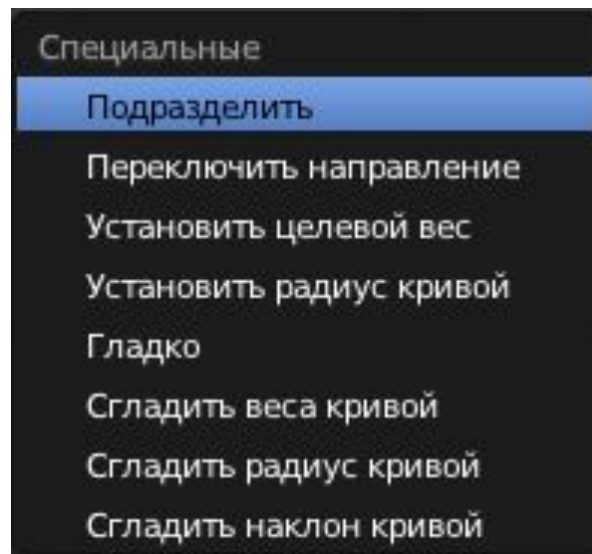 Специальные
Подразделить
Переключить направление
Установить целевой вес
Установить радиус кривой
Гладко
Сгладить веса кривой
Сгладить радиус кривой
Сгладить наклон кривой